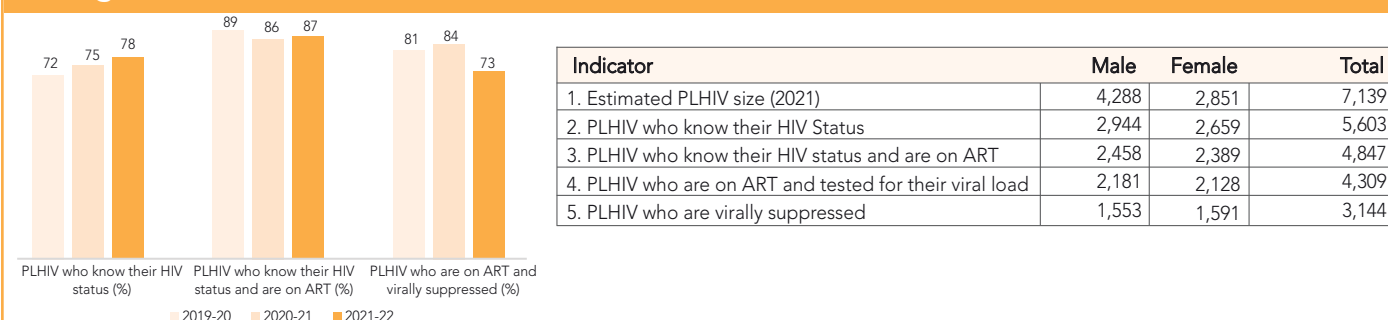 89
86
87
81
84
78
75
72
73
PLHIV who know their HIV status (%)
PLHIV who know their HIV status and are on ART (%)
PLHIV who are on ART and virally suppressed (%)
2019-20 2020-21 2021-22
Indicator Male Female Total
1. Estimated PLHIV size (2021) 4,288 2,851 7,139
2. PLHIV who know their HIV Status 2,944 2,659 5,603
3. PLHIV who know their HIV status and are on ART 2,458 2,389 4,847
4. PLHIV who are on ART and tested for their viral load 2,181 2,128 4,309
5. PLHIV who are virally suppressed 1,553 1,591 3,144